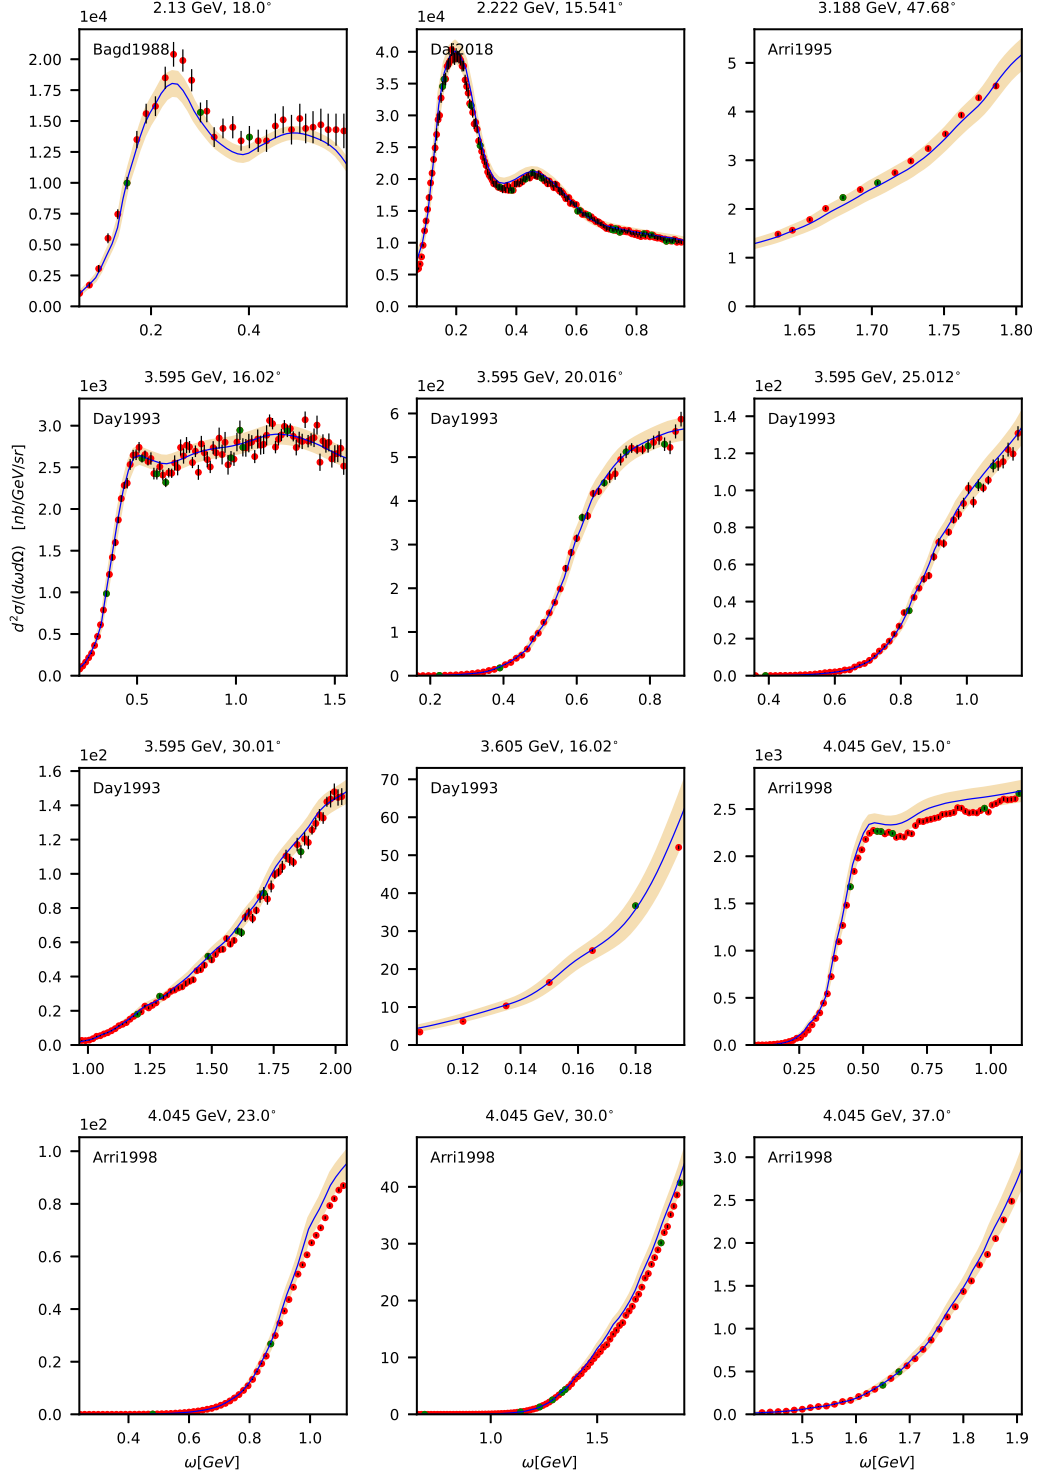 2.13 GeV, 18.0°
1e4
Bagd1988
2.00
1.75
1.50
1.25
1.00
0.75
0.50
0.25
0.00
0.2 0.4
2.222 GeV, 15.541°
1e4
Dai2018
4.0
3.5
3.0
2.5
2.0
1.5
1.0
0.5
0.0
0.2 0.4 0.6 0.8
3.188 GeV, 47.68°
Arri1995
5
4
3
2
1
0
1.65 1.70 1.75 1.80
3.595 GeV, 16.02°
1e3
Day1993
3.0
2.5
2.0
1.5
1.0
0.5
0.0
0.5 1.0 1.5
d²σ/(dωdΩ) [nb/GeV/sr]
3.595 GeV, 20.016°
1e2
Day1993
6
5
4
3
2
1
0
0.2 0.4 0.6 0.8
3.595 GeV, 25.012°
1e2
Day1993
1.4
1.2
1.0
0.8
0.6
0.4
0.2
0.0
0.4 0.6 0.8 1.0
3.595 GeV, 30.01°
1e2
Day1993
1.6
1.4
1.2
1.0
0.8
0.6
0.4
0.2
0.0
1.00 1.25 1.50 1.75 2.00
3.605 GeV, 16.02°
Day1993
70
60
50
40
30
20
10
0
0.12 0.14 0.16 0.18
4.045 GeV, 15.0°
1e3
Arri1998
2.5
2.0
1.5
1.0
0.5
0.0
0.25 0.50 0.75 1.00
4.045 GeV, 23.0°
1e2
Arri1998
1.0
0.8
0.6
0.4
0.2
0.0
0.4 0.6 0.8 1.0
ω[GeV]
4.045 GeV, 30.0°
Arri1998
40
30
20
10
0
1.0 1.5
ω[GeV]
4.045 GeV, 37.0°
Arri1998
3.0
2.5
2.0
1.5
1.0
0.5
0.0
1.5 1.6 1.7 1.8 1.9
ω[GeV]